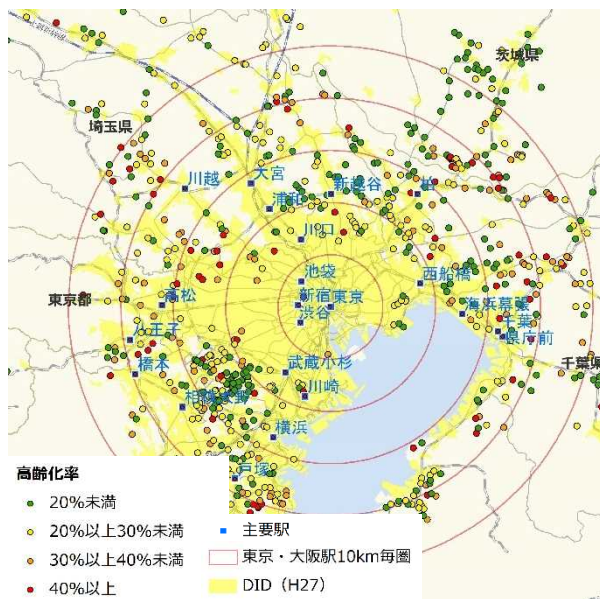 茨城県
埼玉県
川越
大宮
新越谷
柏
浦和
川口
池袋
西船橋
東京都
高松
新宿
東京
渋谷
海浜幕張
千葉
県庁前
八王子
橋本
武蔵小杉
千葉県
川崎
横浜
戸塚
高齢化率
20%未満
20%以上30%未満
30%以上40%未満
40%以上
主要駅
東京・大阪駅10km毎圏
DID（H27）